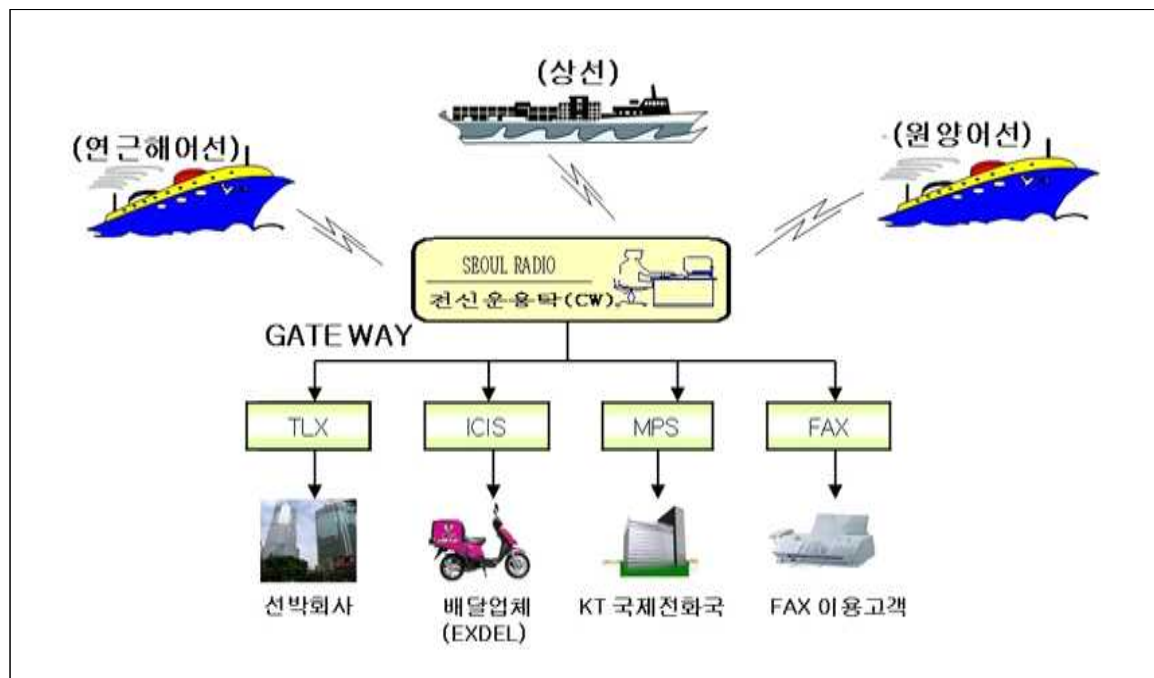 (상선)
(연근해어선)
(원양어선)
SEOUL RADIO
전신운용탁(CW)
GATEWAY
TLX
ICIS
MPS
FAX
선박회사
배달업체
(EXDEL)
KT 국제전화국
FAX 이용고객